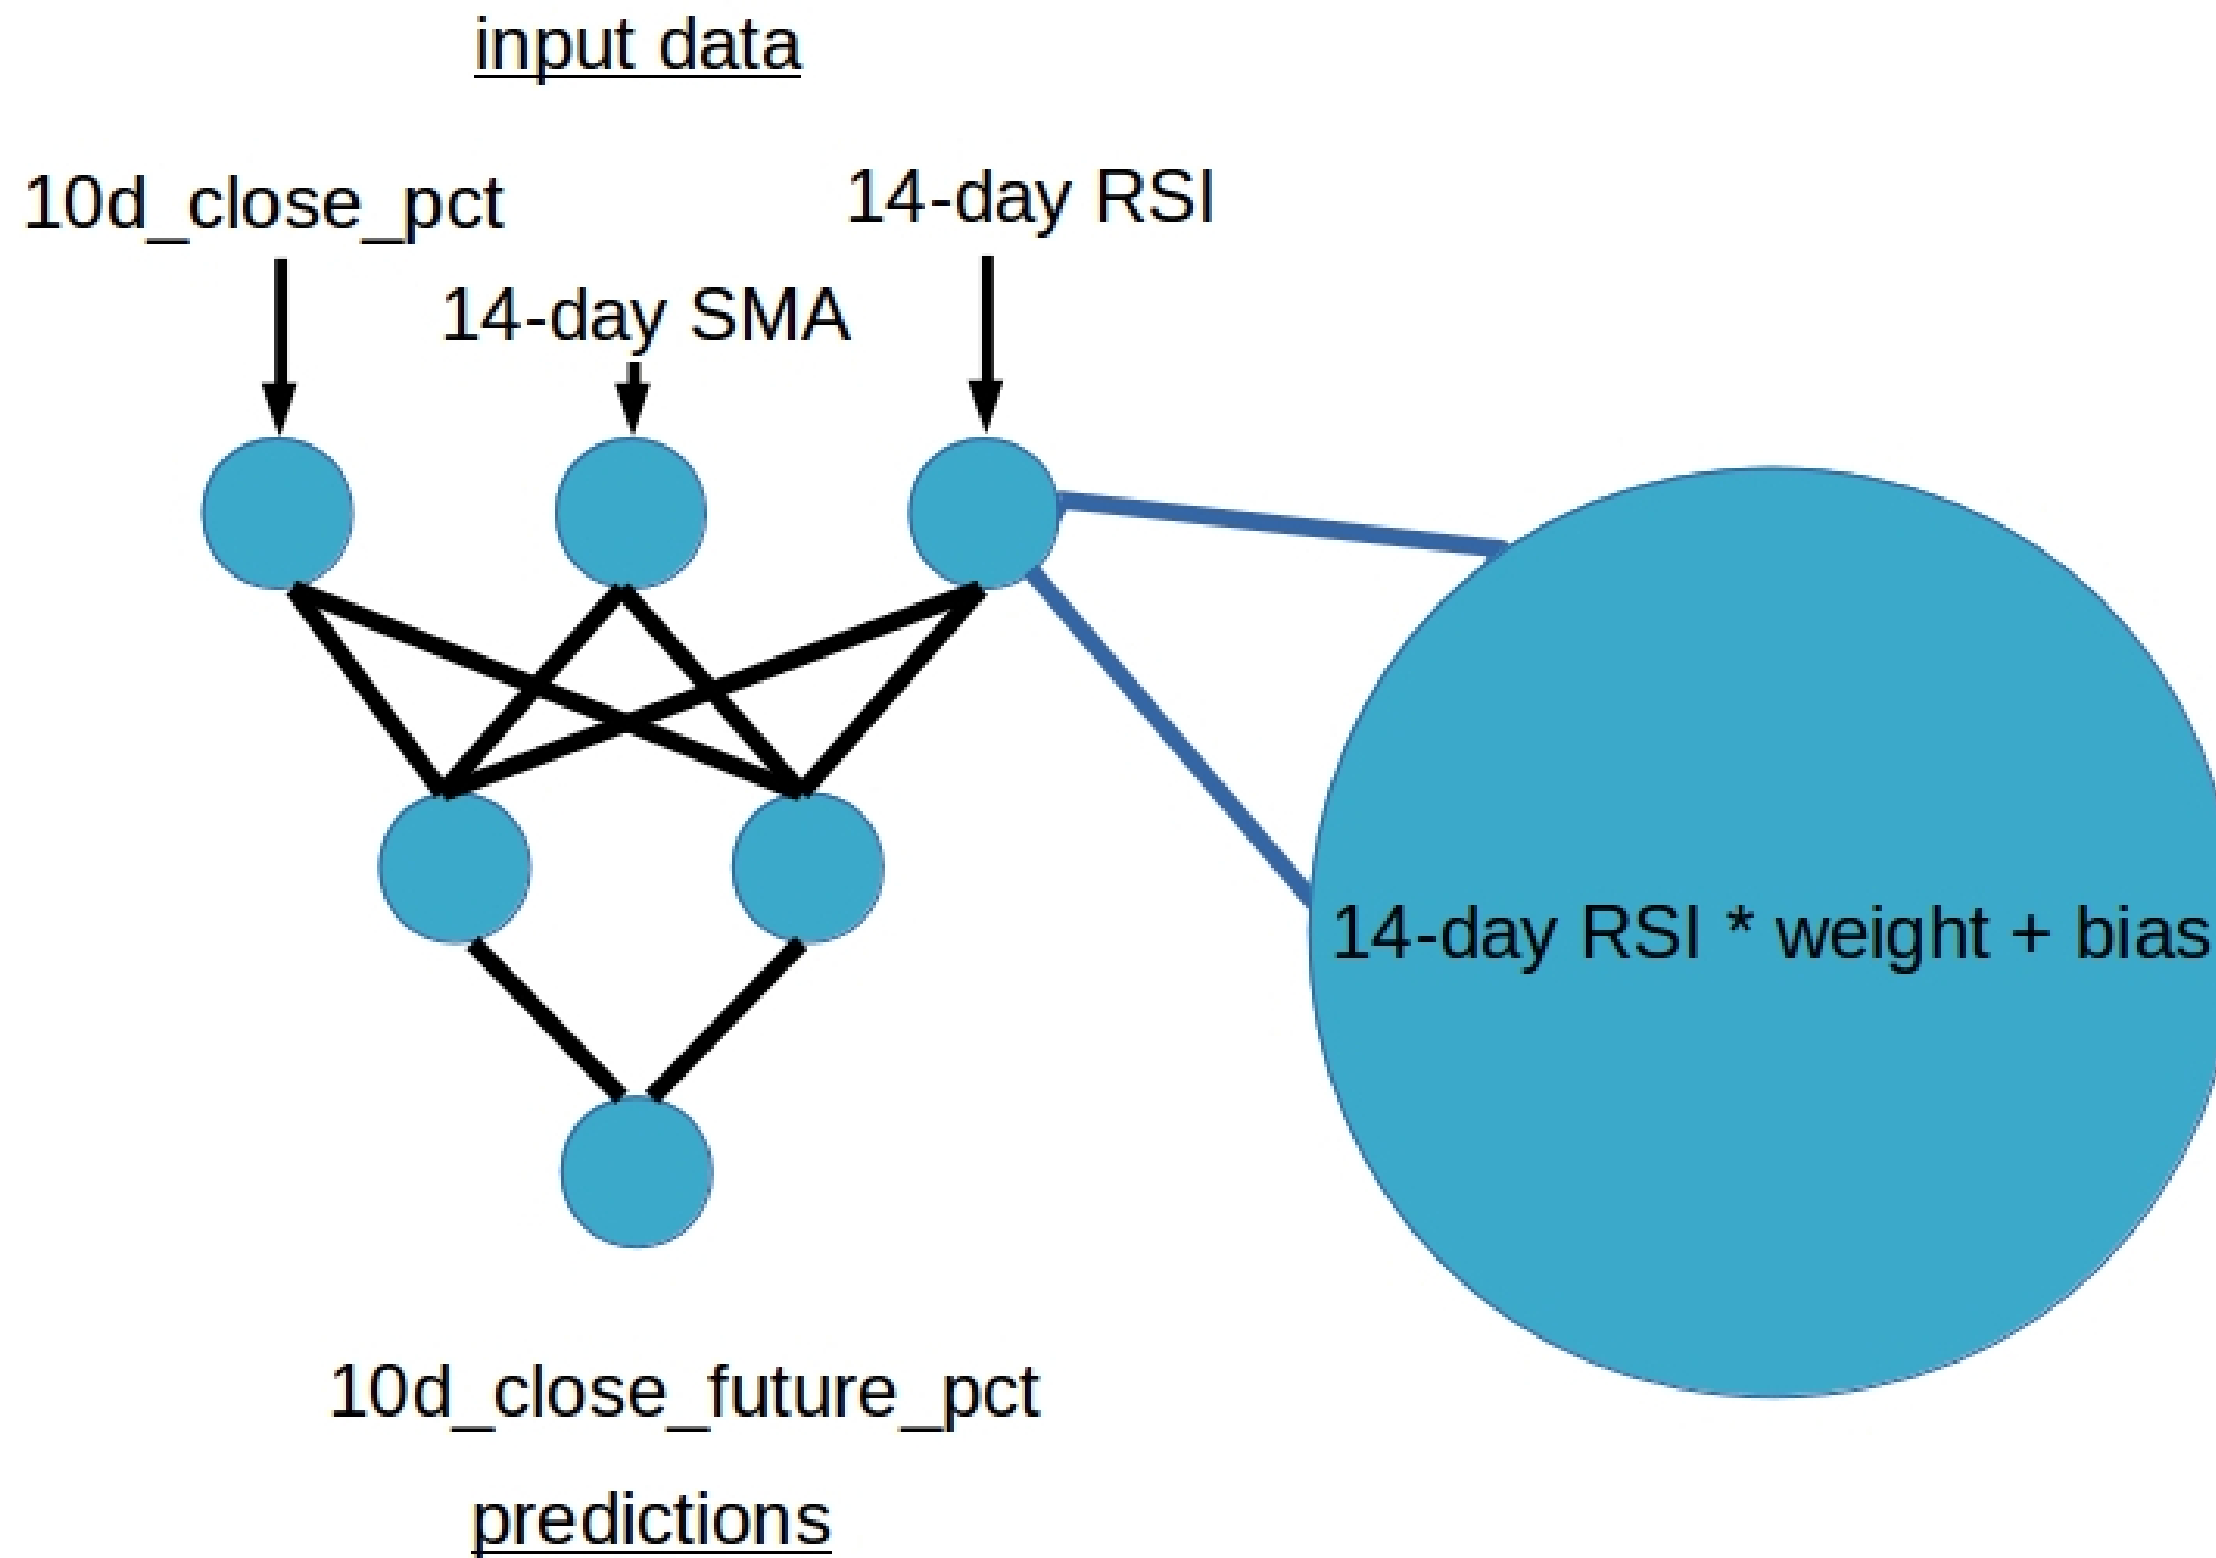 input data
10d_close_pct
14-day RSI
14-day SMA
14-day RSI * weight + bias
10d_close_future_pct
predictions